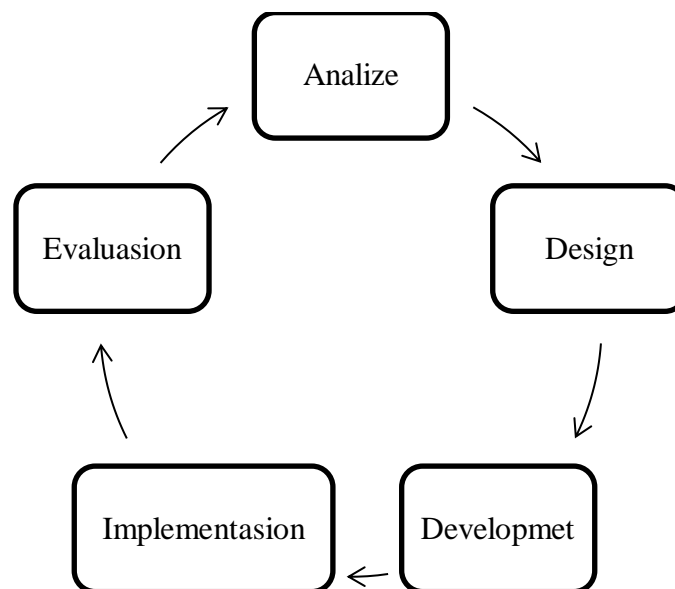 Analize
Design
Developmet
Implementasion
Evaluasion